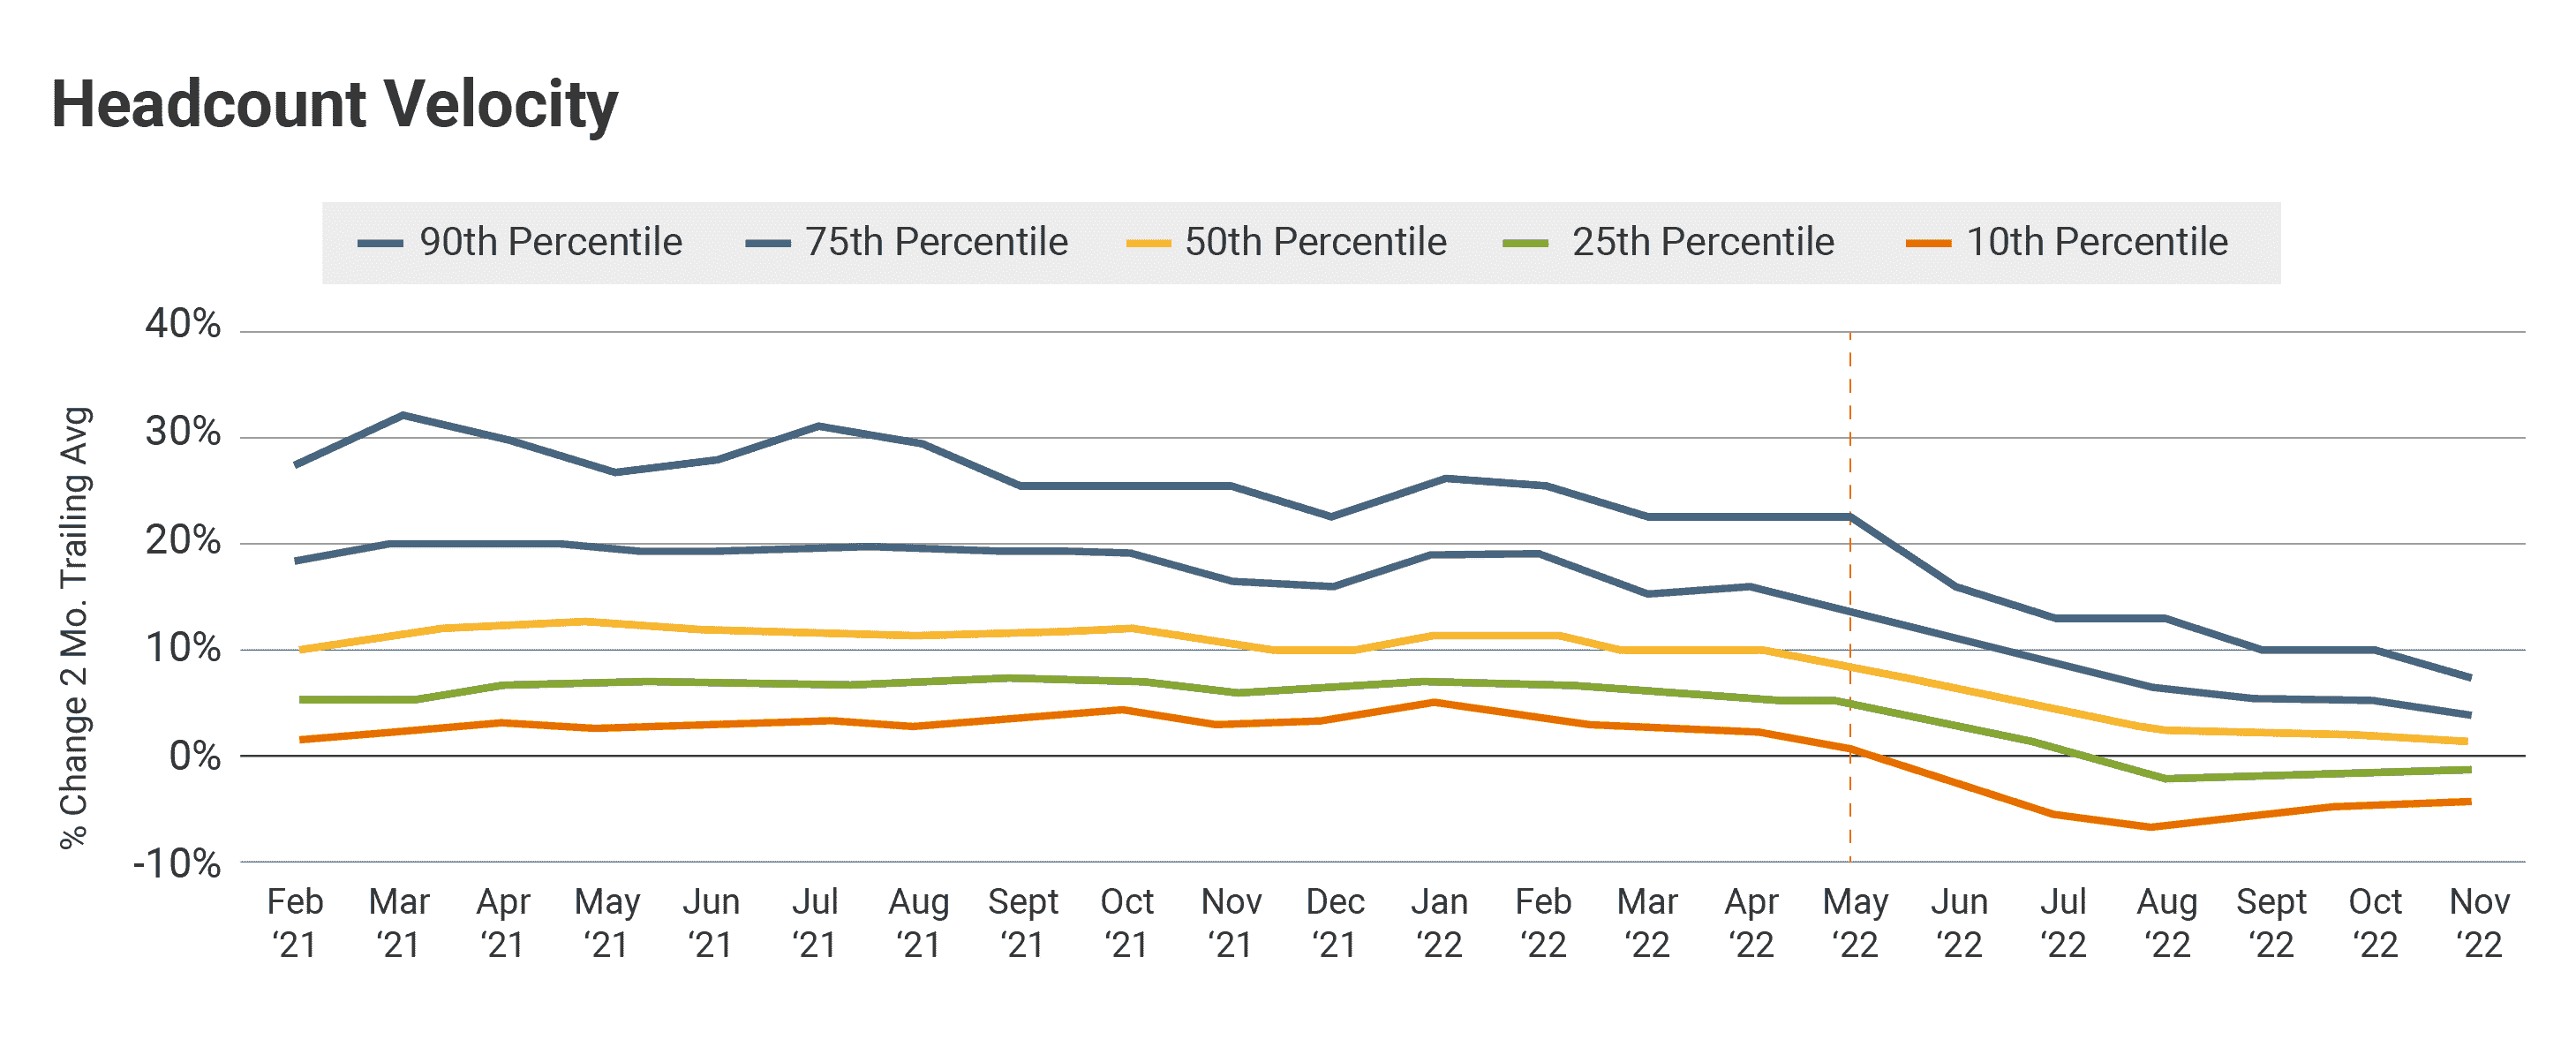 Headcount Velocity
90th Percentile 75th Percentile 50th Percentile 25th Percentile 10th Percentile
% Change 2 Mo. Trailing Avg
40%
30%
20%
10%
0%
-10%
Feb Mar Apr May Jun Jul Aug Sept Oct Nov Dec Jan Feb Mar Apr May Jun Jul Aug Sept Oct Nov
‘21 ‘21 ‘21 ‘21 ‘21 ‘21 ‘21 ‘21 ‘21 ‘21 ‘21 ‘22 ‘22 ‘22 ‘22 ‘22 ‘22 ‘22 ‘22 ‘22 ‘22 ‘22